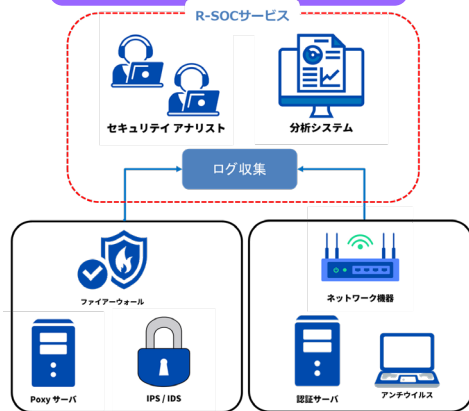 R-SOCサービス
セキュリテイ アナリスト
分析システム
ログ収集
ファイアーウォール
Poxy サーバ
IPS / IDS
ネットワーク機器
認証サーバ
アンチウイルス